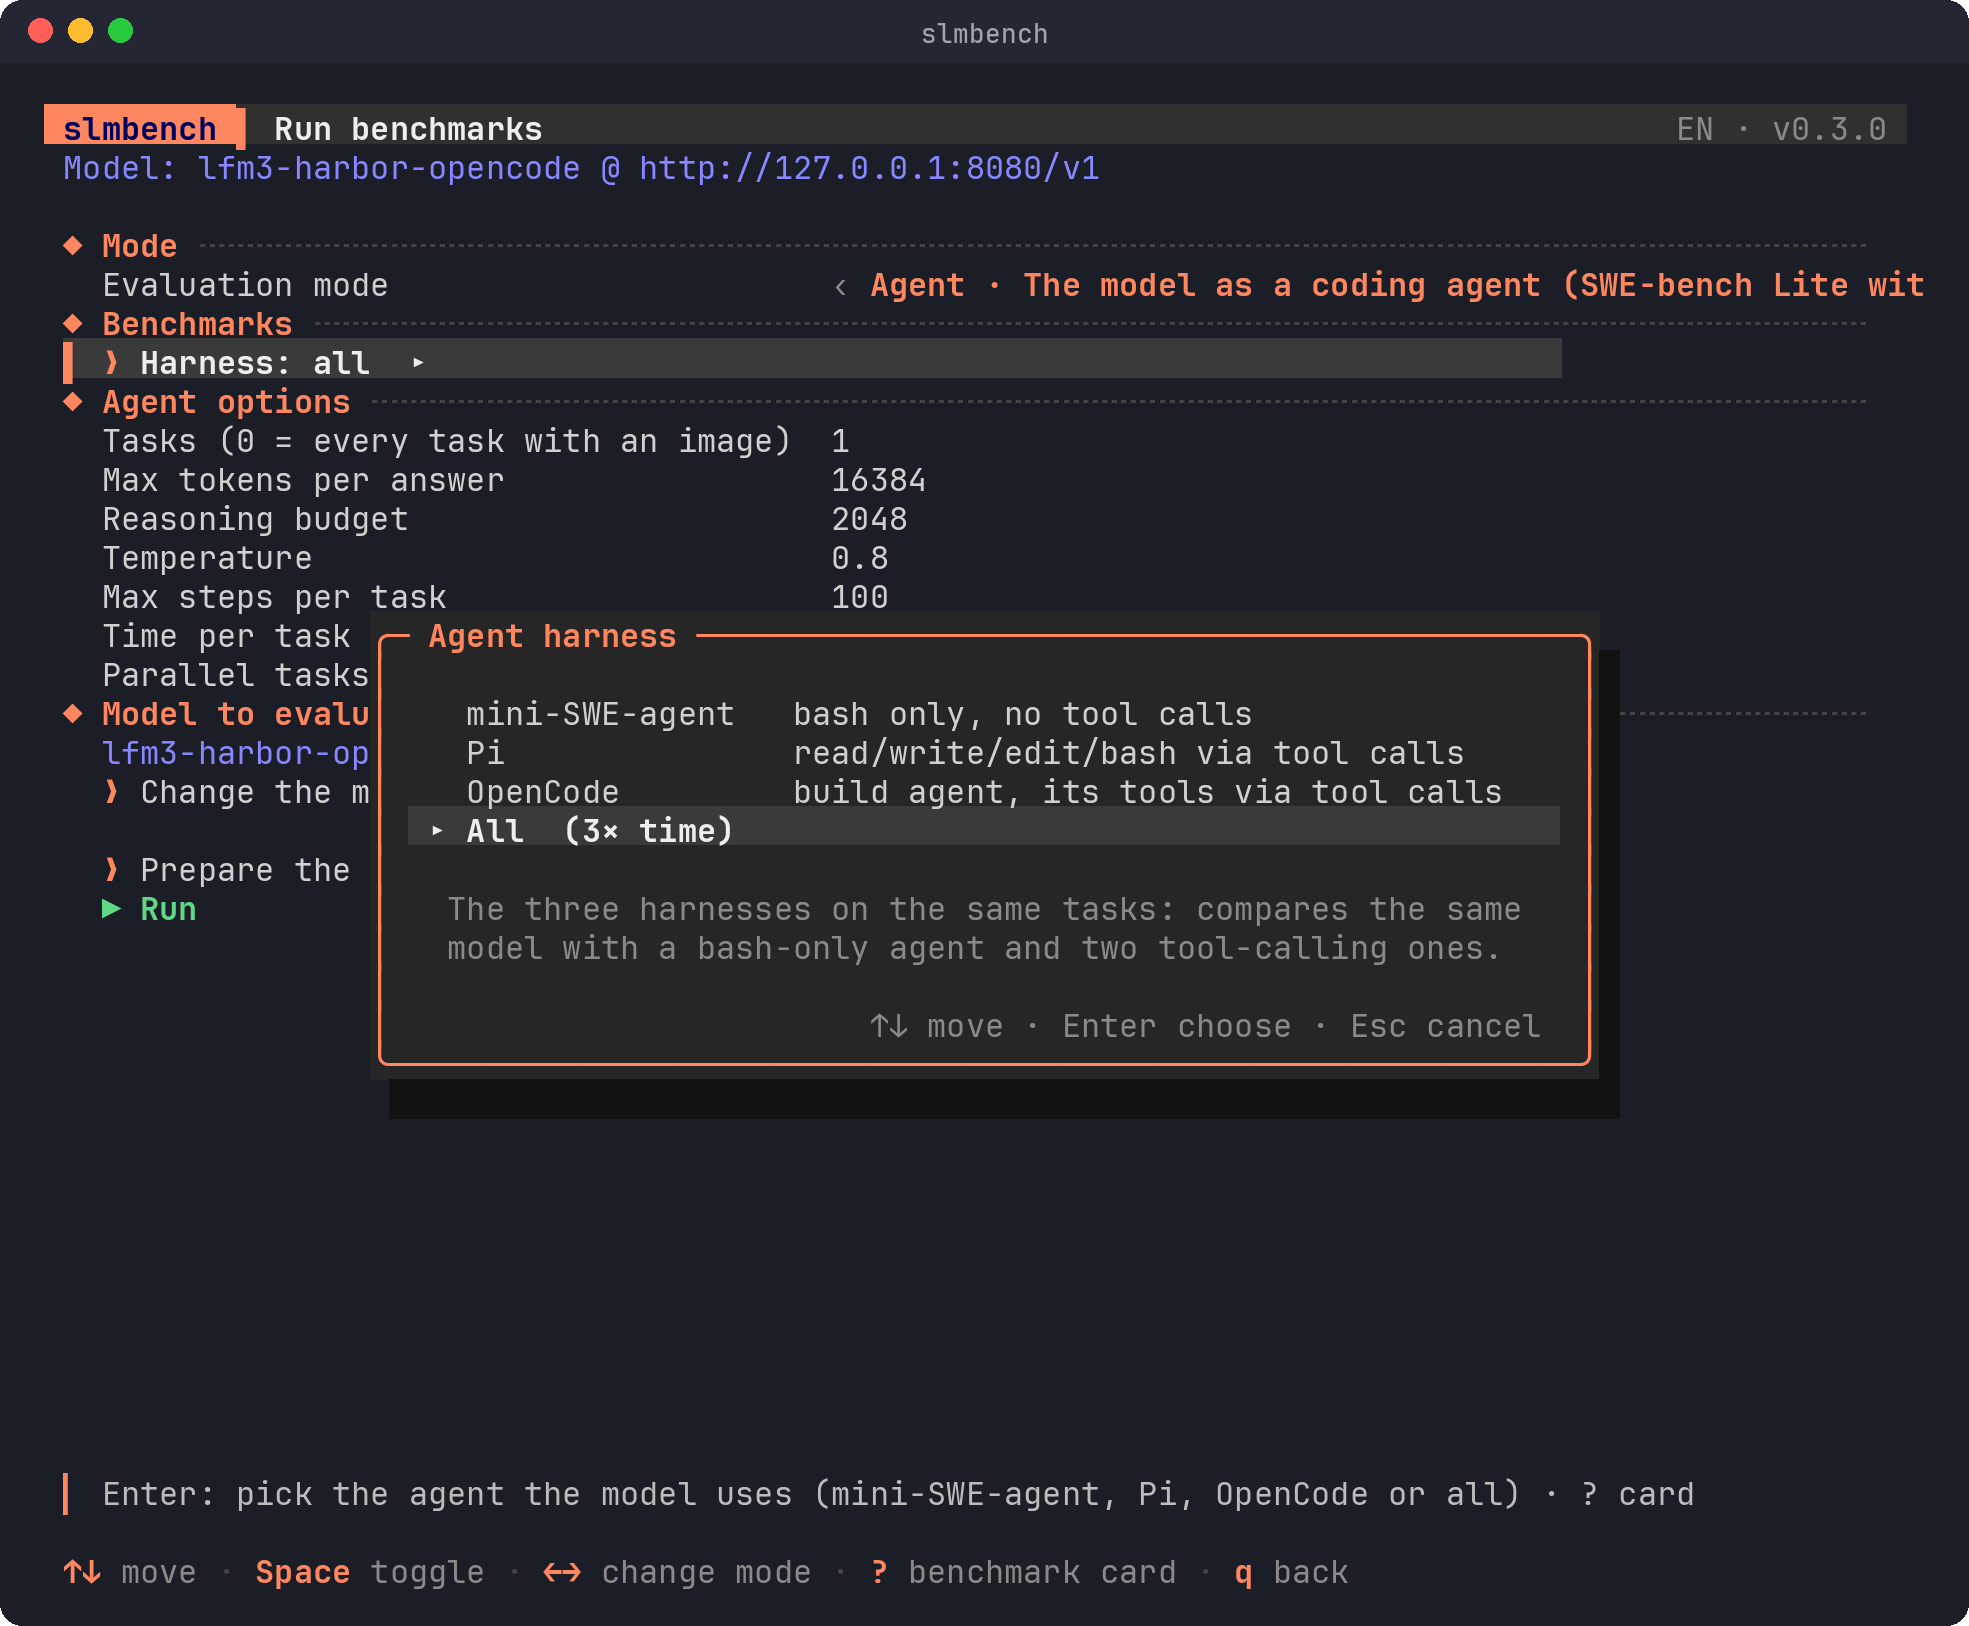 slmbench
slmbench Run benchmarks EN · v0.3.0
Model: lfm3-harbor-opencode @ http://127.0.0.1:8080/v1
◆ Mode
Evaluation mode ‹ Agent · The model as a coding agent (SWE-bench Lite wit
◆ Benchmarks
❫ Harness: all ▸
◆ Agent options
Tasks (0 = every task with an image) 1
Max tokens per answer 16384
Reasoning budget 2048
Temperature 0.8
Max steps per task 100
Time per task
Parallel tasks
◆ Model to evalu
lfm3-harbor-op
❫ Change the m
❫ Prepare the
▶ Run
Agent harness
mini-SWE-agent bash only, no tool calls
Pi read/write/edit/bash via tool calls
OpenCode build agent, its tools via tool calls
▸ All (3× time)
The three harnesses on the same tasks: compares the same
model with a bash-only agent and two tool-calling ones.
↑↓ move · Enter choose · Esc cancel
Enter: pick the agent the model uses (mini-SWE-agent, Pi, OpenCode or all) · ? card
↑↓ move · Space toggle · ←→ change mode · ? benchmark card · q back